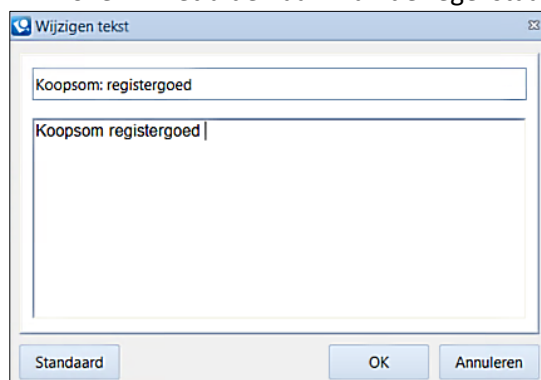 Wijzigen tekst
Koopsom: registergoed
Koopsom registergoed
Standaard
OK
Annuleren